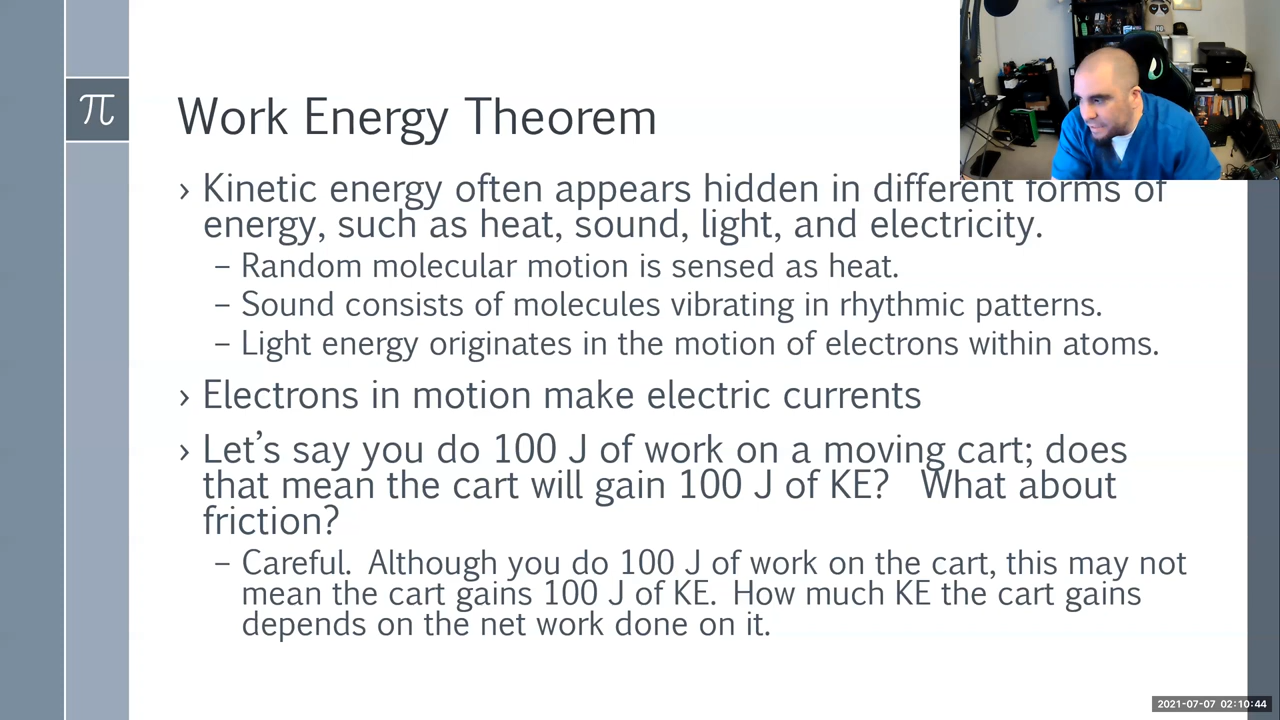 π
Work Energy Theorem
› Kinetic energy often appears hidden in different forms of
energy, such as heat, sound, light, and electricity.
– Random molecular motion is sensed as heat.
– Sound consists of molecules vibrating in rhythmic patterns.
– Light energy originates in the motion of electrons within atoms.
› Electrons in motion make electric currents
› Let’s say you do 100 J of work on a moving cart; does
that mean the cart will gain 100 J of KE? What about
friction?
– Careful. Although you do 100 J of work on the cart, this may not
mean the cart gains 100 J of KE. How much KE the cart gains
depends on the net work done on it.
2021-07-07 02:10:44